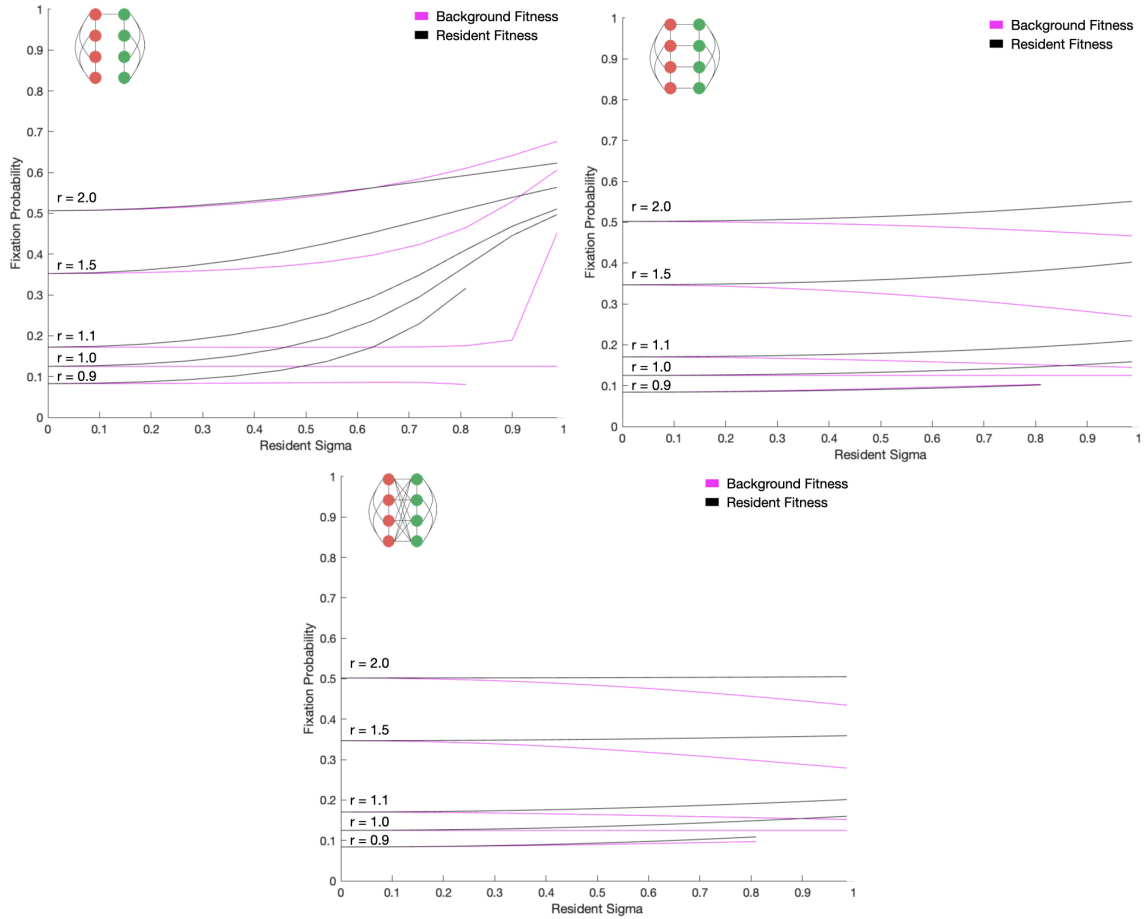 Background Fitness
Resident Fitness
Fixation Probability
1
0.9
0.8
0.7
0.6
0.5
0.4
0.3
0.2
0.1
0
r = 2.0
r = 1.5
r = 1.1
r = 1.0
r = 0.9
0 0.1 0.2 0.3 0.4 0.5 0.6 0.7 0.8 0.9 1
Resident Sigma
Background Fitness
Resident Fitness
Fixation Probability
1
0.9
0.8
0.7
0.6
0.5
0.4
0.3
0.2
0.1
0
r = 2.0
r = 1.5
r = 1.1
r = 1.0
r = 0.9
0 0.1 0.2 0.3 0.4 0.5 0.6 0.7 0.8 0.9 1
Resident Sigma
Background Fitness
Resident Fitness
Fixation Probability
1
0.9
0.8
0.7
0.6
0.5
0.4
0.3
0.2
0.1
0
r = 2.0
r = 1.5
r = 1.1
r = 1.0
r = 0.9
0 0.1 0.2 0.3 0.4 0.5 0.6 0.7 0.8 0.9 1
Resident Sigma